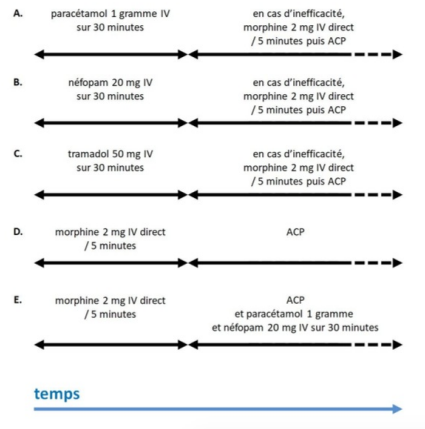 A. paracétamol 1 gramme IV
sur 30 minutes
en cas d'inefficacité,
morphine 2 mg IV direct
/ 5 minutes puis ACP
B. néfopam 20 mg IV
sur 30 minutes
en cas d'inefficacité,
morphine 2 mg IV direct
/ 5 minutes puis ACP
C. tramadol 50 mg IV
sur 30 minutes
en cas d'inefficacité,
morphine 2 mg IV direct
/ 5 minutes puis ACP
D. morphine 2 mg IV direct
/ 5 minutes
ACP
E. morphine 2 mg IV direct
/ 5 minutes
ACP
et paracétamol 1 gramme
et néfopam 20 mg IV sur 30 minutes
temps